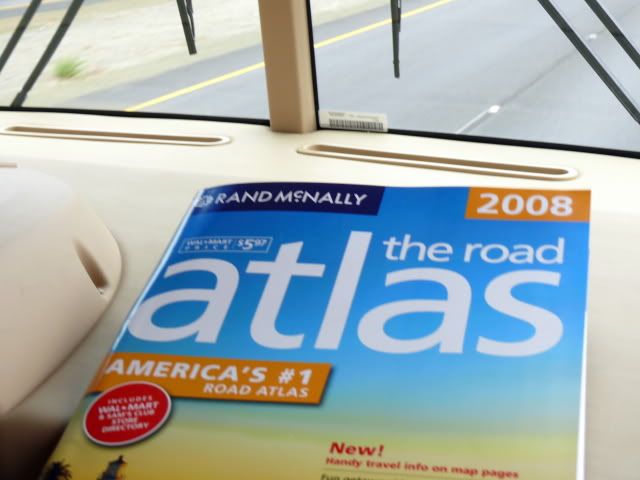 RAND McNALLY
2008
WAL★MART
PRICE $5.97
the road
atlas
AMERICA'S #1
ROAD ATLAS
INCLUDES
WAL★MART
& SAM'S CLUB
STORE
DIRECTORY
New!
Handy travel info on map pages